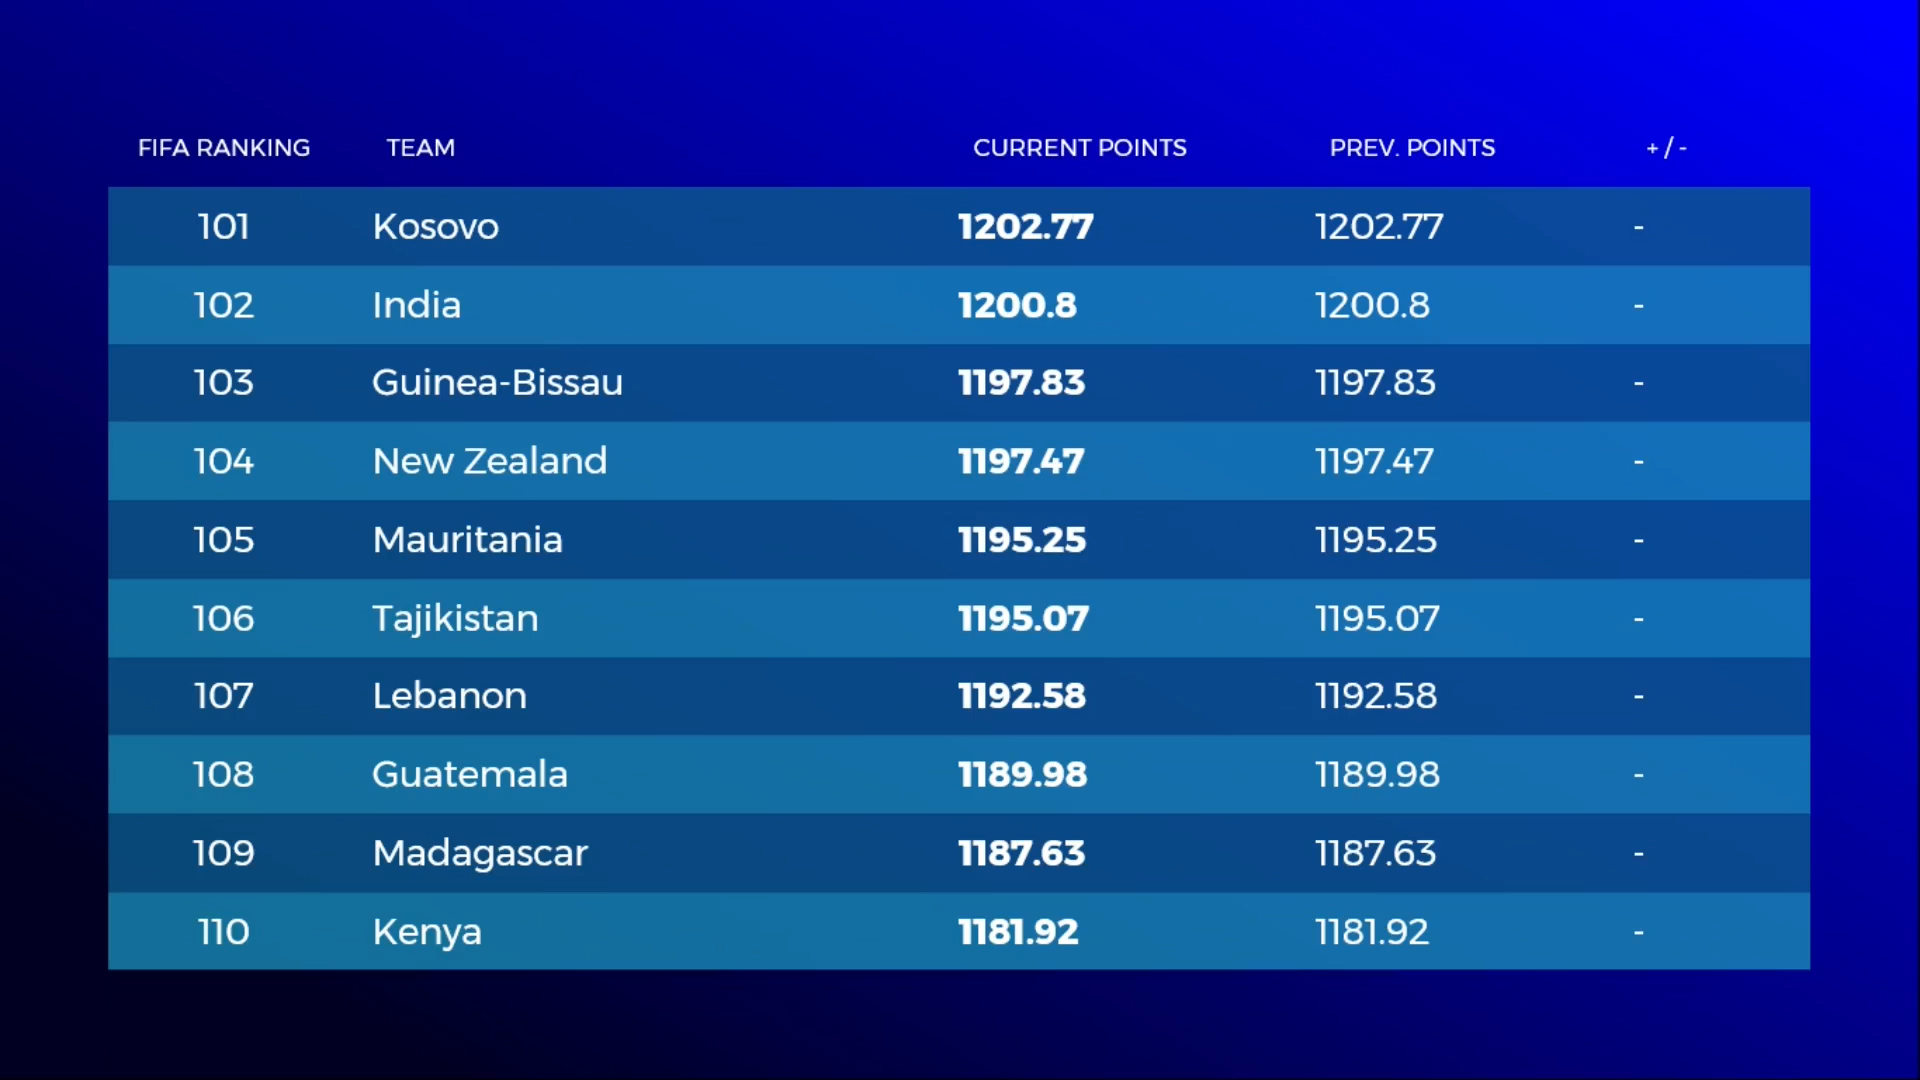 FIFA RANKING TEAM CURRENT POINTS PREV. POINTS + / -
101 Kosovo 1202.77 1202.77 -
102 India 1200.8 1200.8 -
103 Guinea-Bissau 1197.83 1197.83 -
104 New Zealand 1197.47 1197.47 -
105 Mauritania 1195.25 1195.25 -
106 Tajikistan 1195.07 1195.07 -
107 Lebanon 1192.58 1192.58 -
108 Guatemala 1189.98 1189.98 -
109 Madagascar 1187.63 1187.63 -
110 Kenya 1181.92 1181.92 -